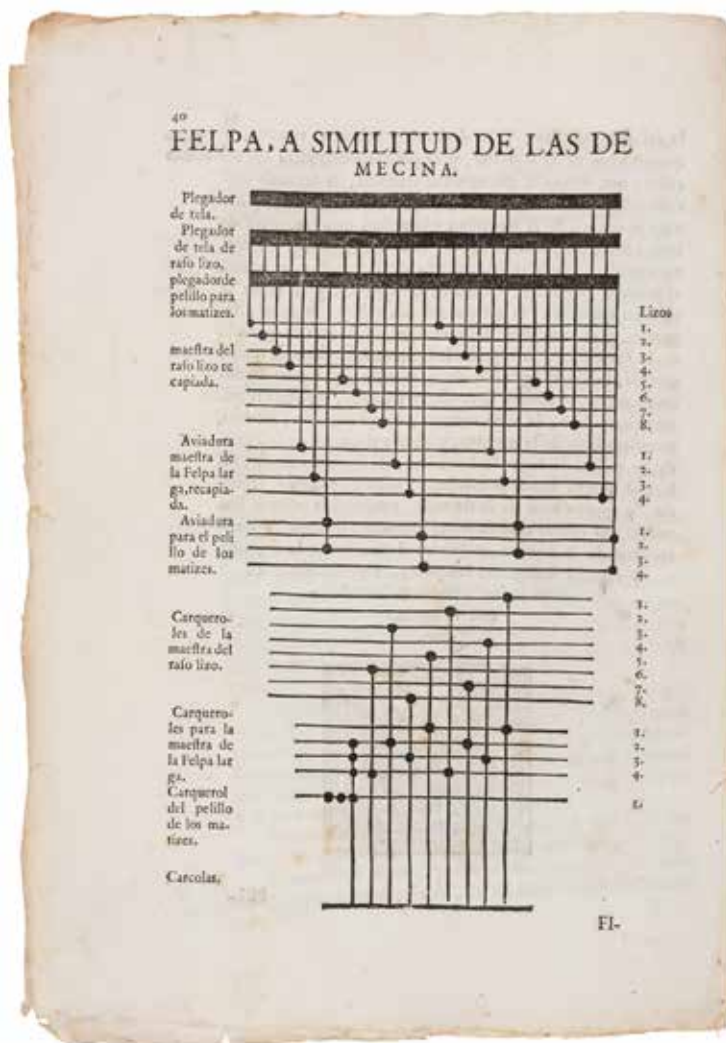 40
FELPA, A SIMILITUD DE LAS DE
MECINA.
Plegador
de tela.
Plegador
de tela de
raſo lizo.
plegadorde
pelillo para
los matizes.
Lizos
1.
2.
maeſtra del
3.
raſo lizo re
4.
capiada.
5.
6.
7.
8.
Aviadura
maeſtra de
1.
la Felpa lar
2.
ga, recapia-
3.
da.
4.
Aviadura
para el peli
1.
llo de los
2.
matizes.
3.
4.
1.
Carquero-
2.
les de la
3.
maeſtra del
4.
raſo lizo.
5.
6.
7.
8.
Carquero-
les para la
1.
maeſtra de
2.
la Felpa lar
3.
ga.
4.
Carquerol
1.
del pelillo
de los ma-
tizes.
Carcolas.
FI-